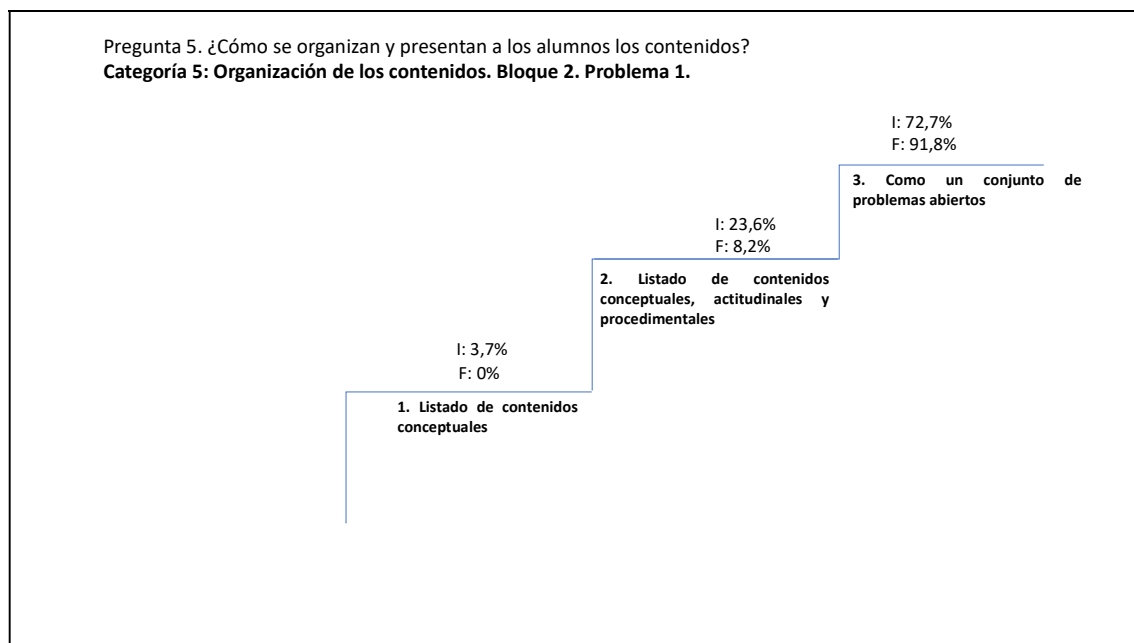 Pregunta 5. ¿Cómo se organizan y presentan a los alumnos los contenidos?
Categoría 5: Organización de los contenidos. Bloque 2. Problema 1.
I: 72,7%
F: 91,8%
3. Como un conjunto de
problemas abiertos
I: 23,6%
F: 8,2%
2. Listado de contenidos
conceptuales, actitudinales y
procedimentales
I: 3,7%
F: 0%
1. Listado de contenidos
conceptuales